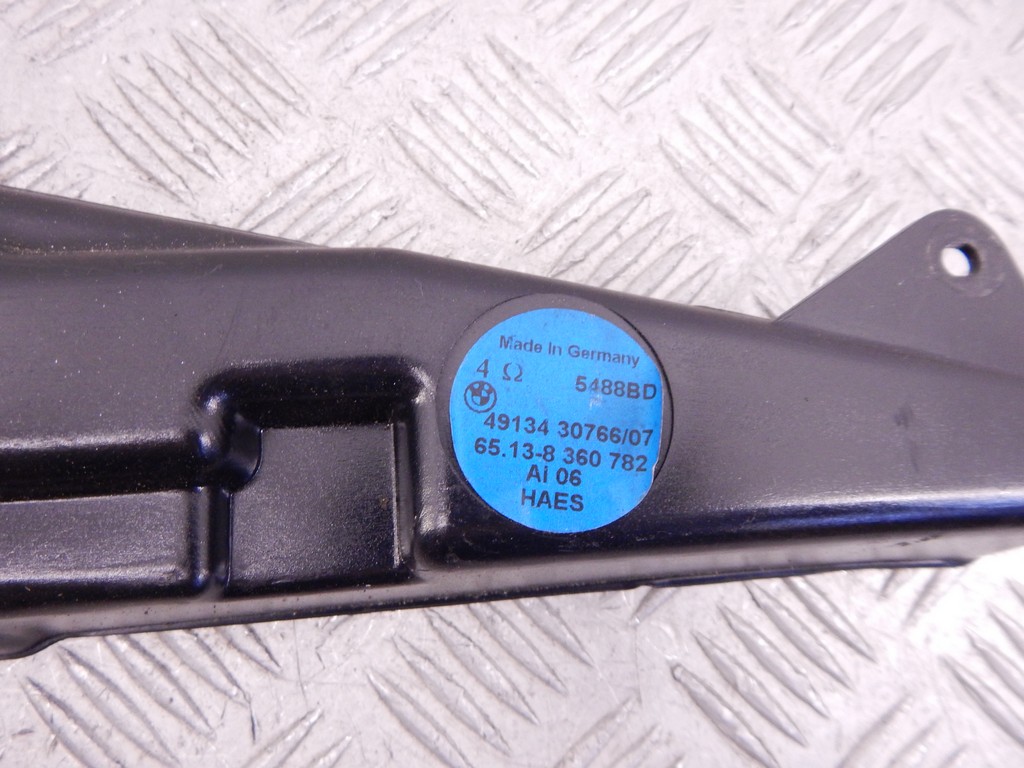 Made In Germany
4 Ω 5488BD
49134 30766/07
65.13-8 360 782
AI 06
HAES